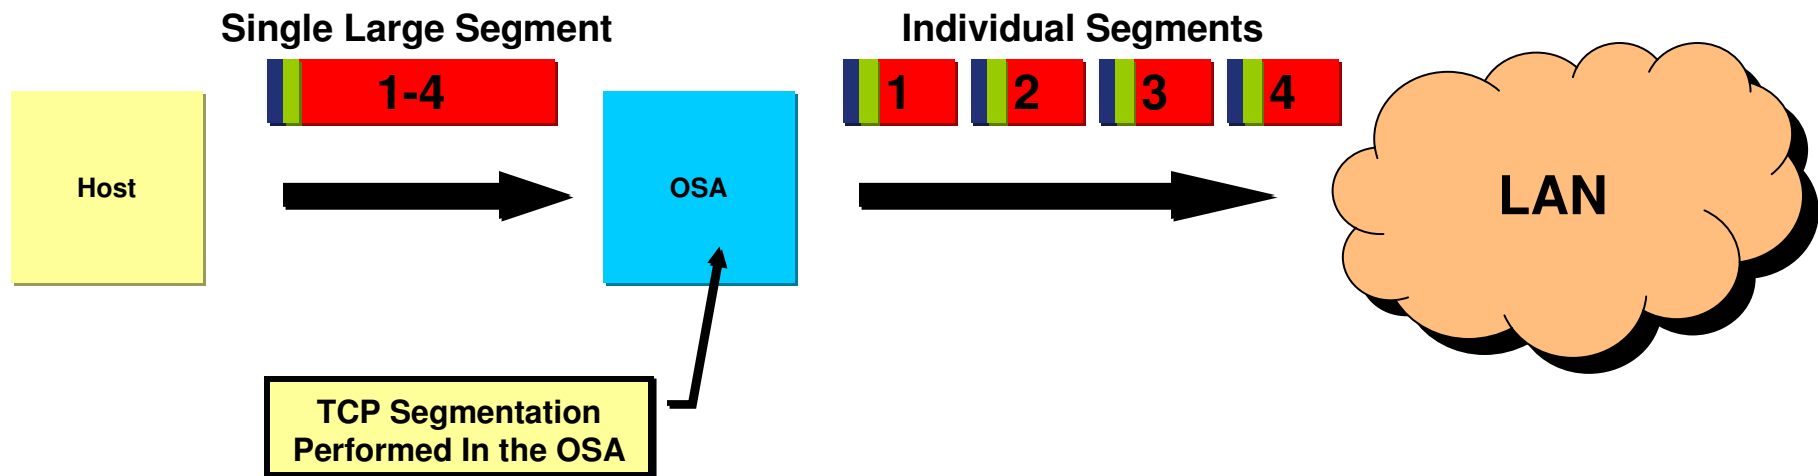 Single Large Segment
Individual Segments
1-4
1
2
3
4
Host
OSA
LAN
TCP Segmentation
Performed In the OSA